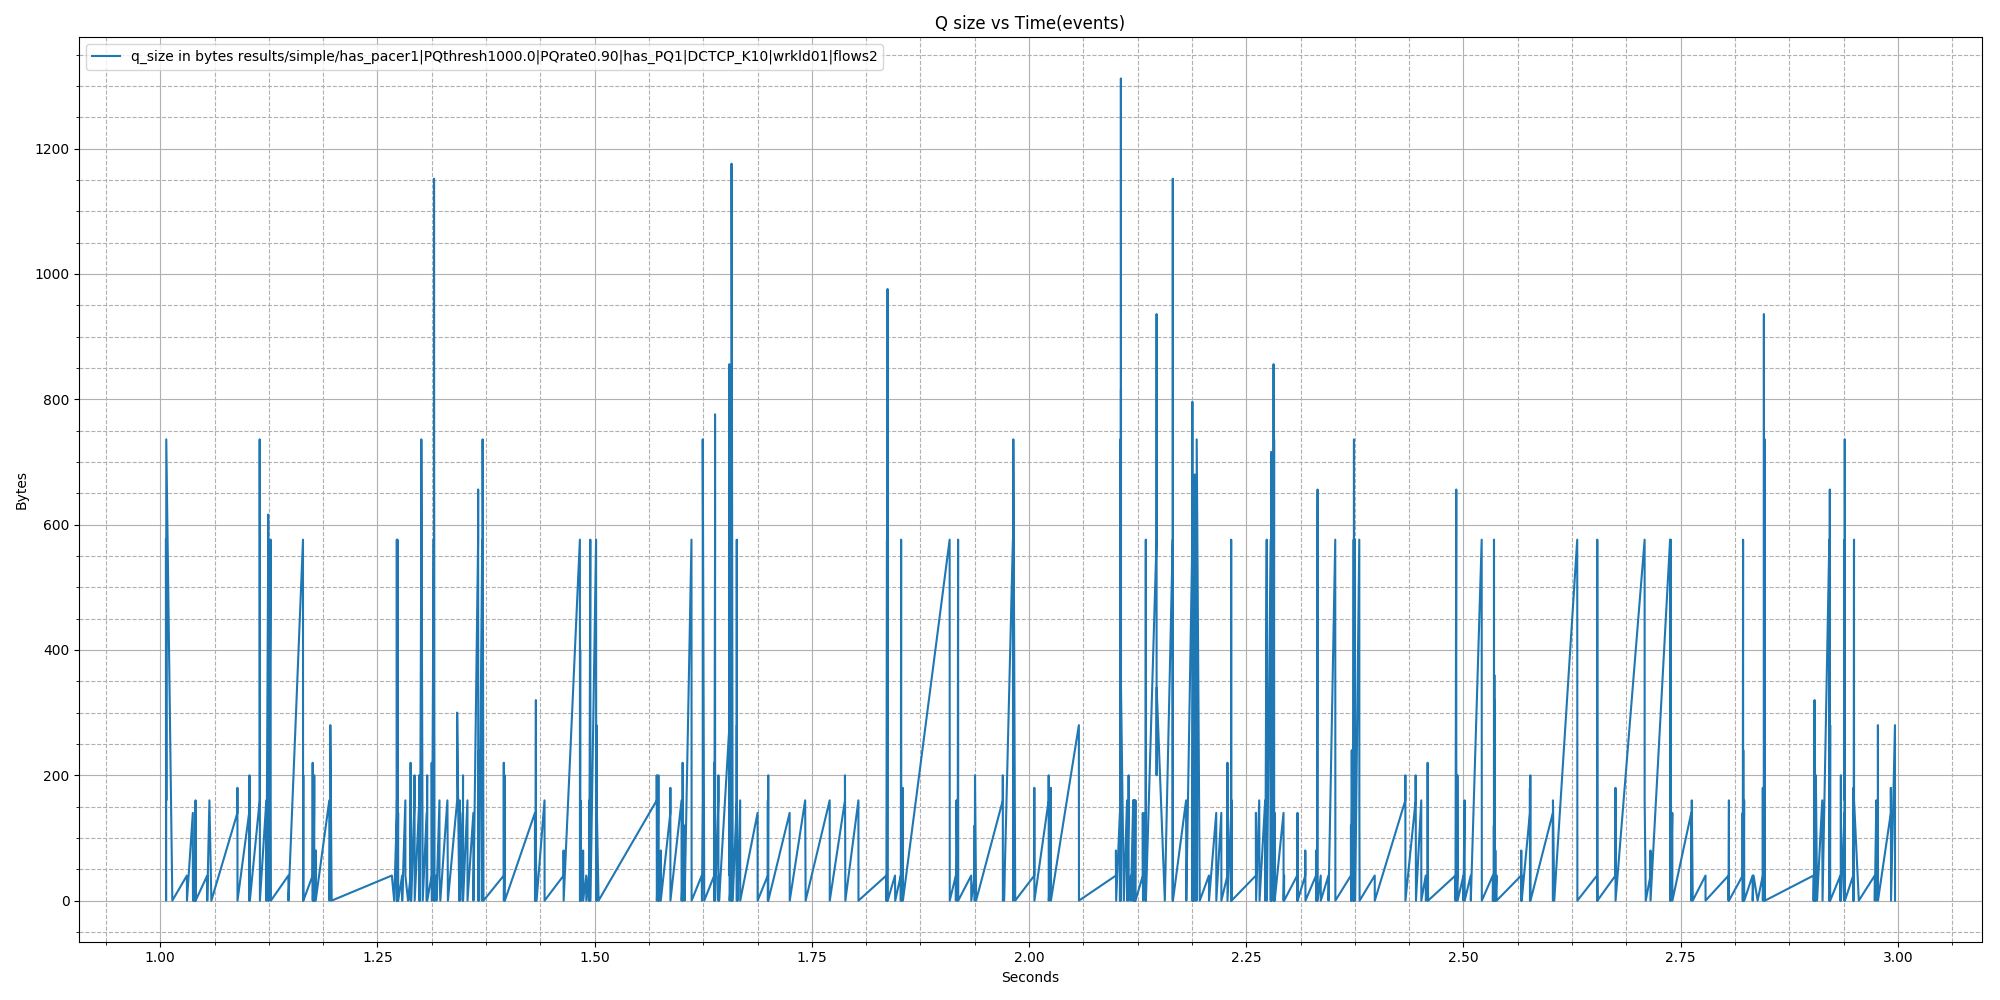 Q size vs Time(events)
q_size in bytes results/simple/has_pacer1|PQthresh1000.0|PQrate0.90|has_PQ1|DCTCP_K10|wrkld01|flows2
1200
1000
800
600
400
200
0
Bytes
1.00 1.25 1.50 1.75 2.00 2.25 2.50 2.75 3.00
Seconds